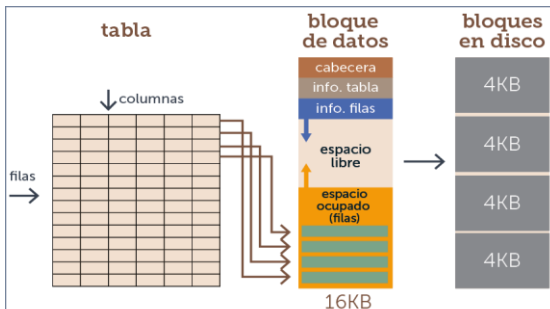 tabla
columnas
filas
bloque
de datos
cabecera
info. tabla
info. filas
espacio
libre
espacio
ocupado
(filas)
16KB
bloques
en disco
4KB
4KB
4KB
4KB